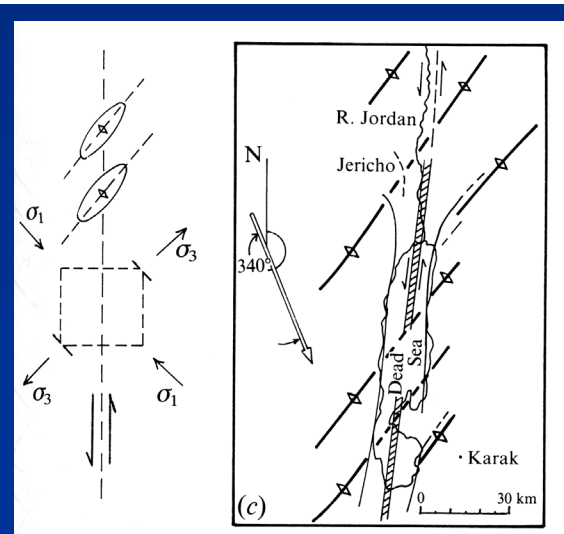 σ1
σ3
σ3
σ1
R. Jordan
N
Jericho
340°
Dead
Sea
Karak
(c)
0 30 km